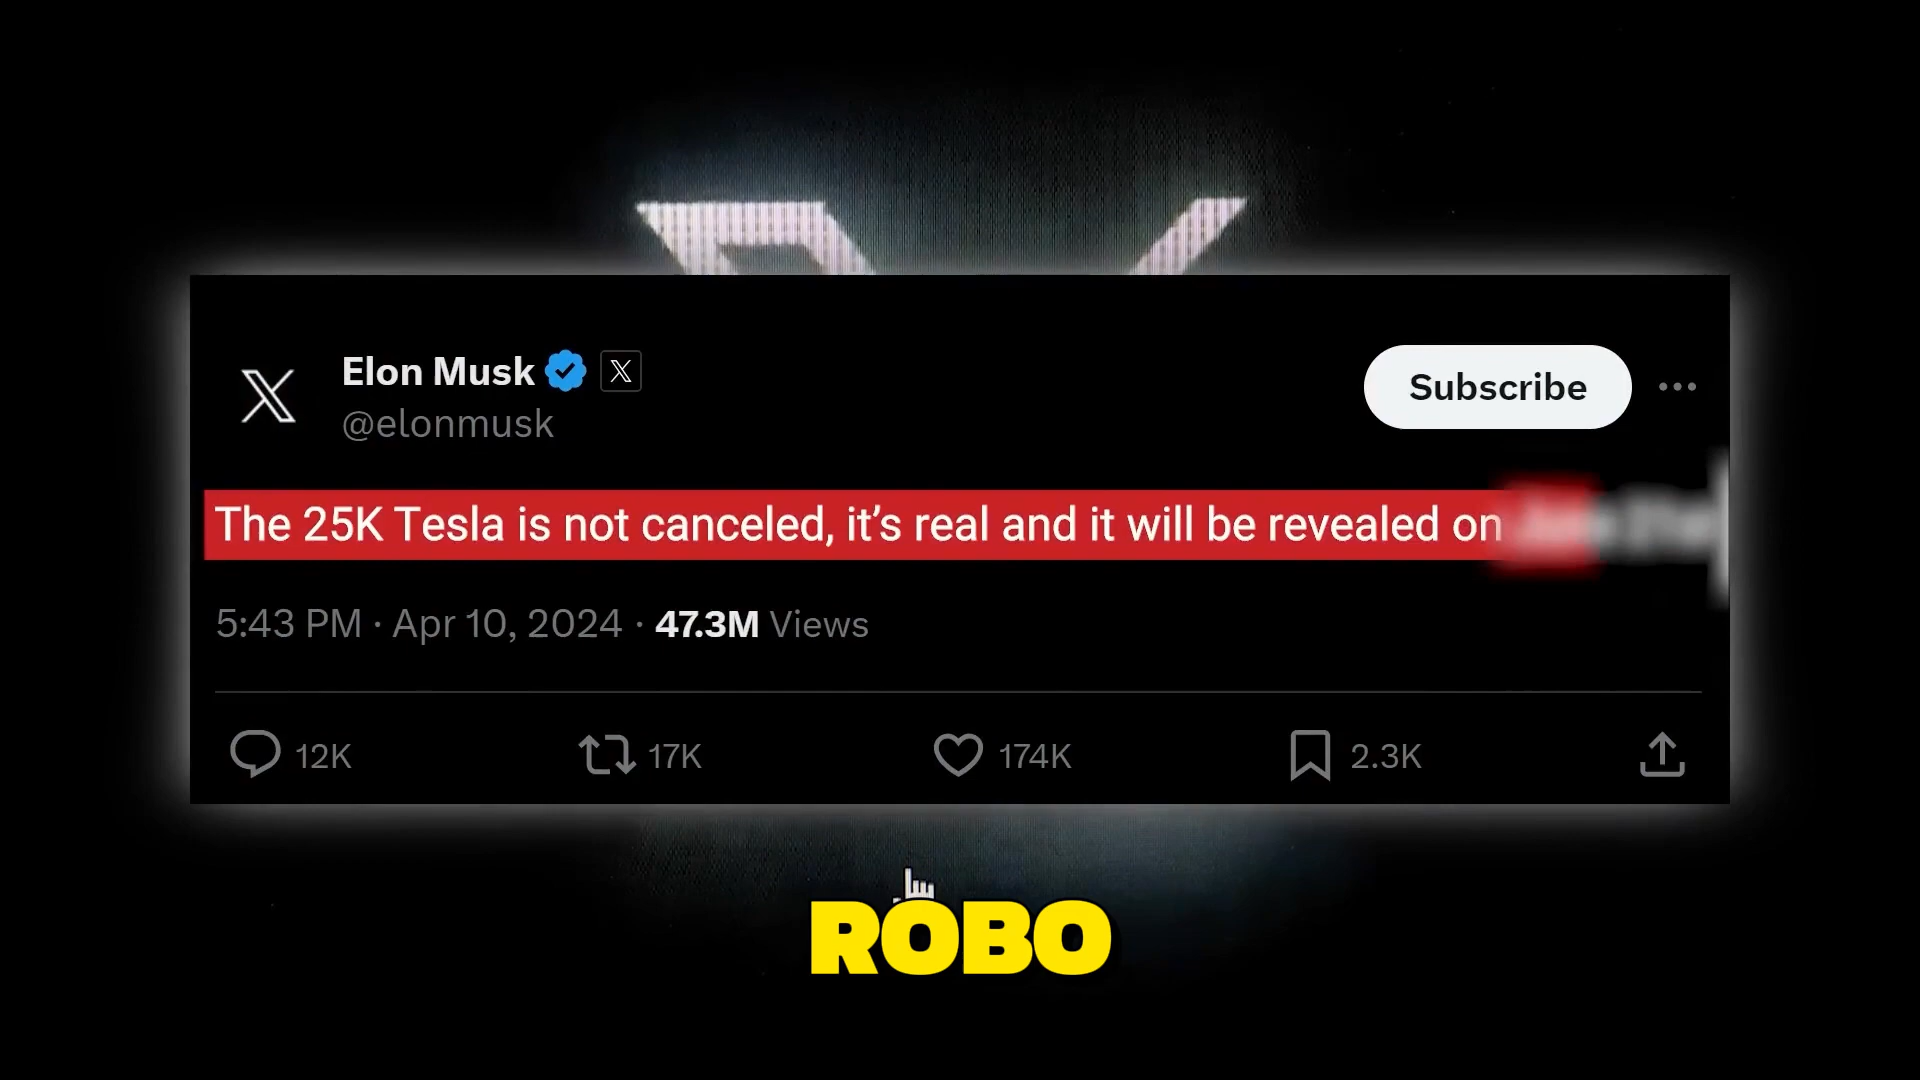 Elon Musk
@elonmusk
Subscribe
The 25K Tesla is not canceled, it’s real and it will be revealed on
5:43 PM · Apr 10, 2024 · 47.3M Views
12K 17K 174K 2.3K
ROBO